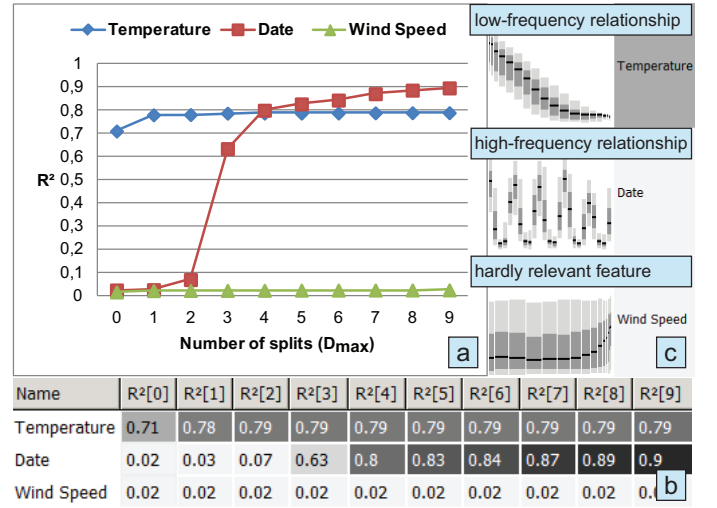 low-frequency relationship
Temperature Date Wind Speed
1
0,9
0,8
0,7
0,6
R² 0,5
0,4
0,3
0,2
0,1
0
0 1 2 3 4 5 6 7 8 9
Number of splits (Dmax)
a
Temperature
high-frequency relationship
Date
hardly relevant feature
Wind Speed
c
Name R²[0] R²[1] R²[2] R²[3] R²[4] R²[5] R²[6] R²[7] R²[8] R²[9]
Temperature 0.71 0.78 0.79 0.79 0.79 0.79 0.79 0.79 0.79 0.79
Date 0.02 0.03 0.07 0.63 0.8 0.83 0.84 0.87 0.89 0.9
Wind Speed 0.02 0.02 0.02 0.02 0.02 0.02 0.02 0.02 0.02
b